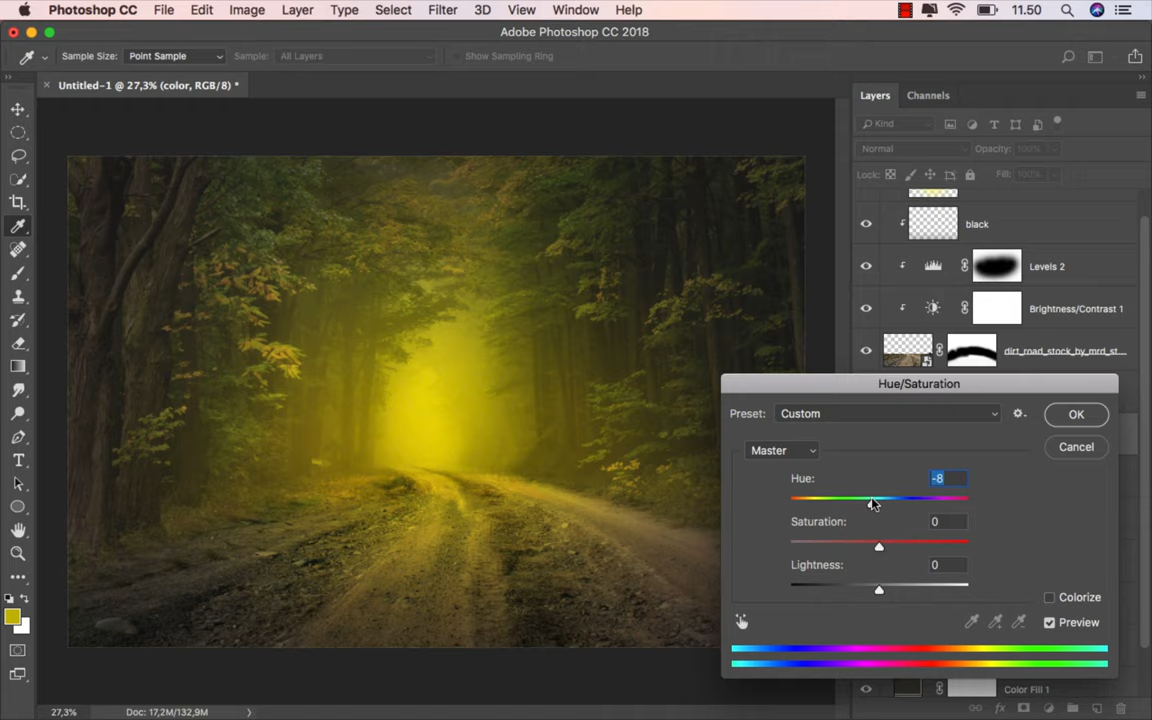 Photoshop CC File Edit Image Layer Type Select Filter 3D View Window Help 11.50
Adobe Photoshop CC 2018
Sample Size: Point Sample Sample: All Layers Show Sampling Ring
× Untitled-1 @ 27,3% (color, RGB/8) *
Layers Channels
Kind
Normal Opacity: 100%
Lock: Fill: 100%
black
Levels 2
Brightness/Contrast 1
dirt_road_stock_by_mrd_st...
Hue/Saturation
Preset: Custom OK
Master Cancel
Hue: -8
Saturation: 0
Lightness: 0
Colorize
Preview
Color Fill 1
27,3% Doc: 17,2M/132,9M